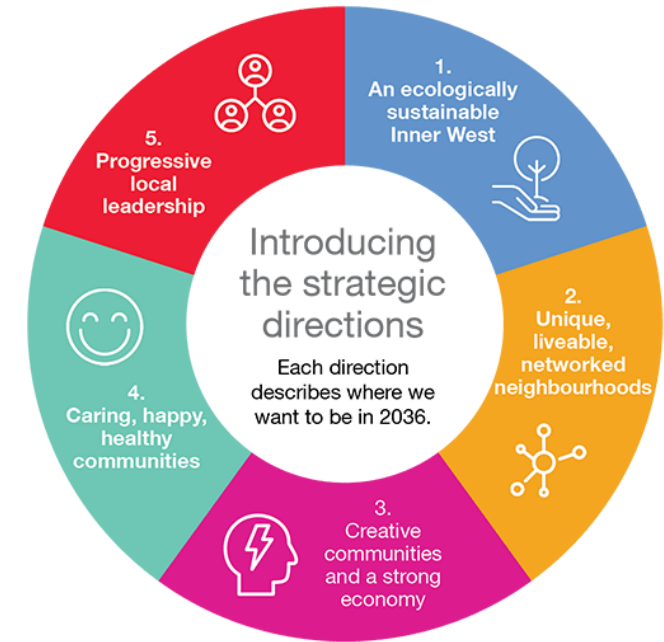 Introducing
the strategic
directions
Each direction
describes where we
want to be in 2036.
1.
An ecologically
sustainable
Inner West
2.
Unique,
liveable,
networked
neighbourhoods
3.
Creative
communities
and a strong
economy
4.
Caring, happy,
healthy
communities
5.
Progressive
local
leadership